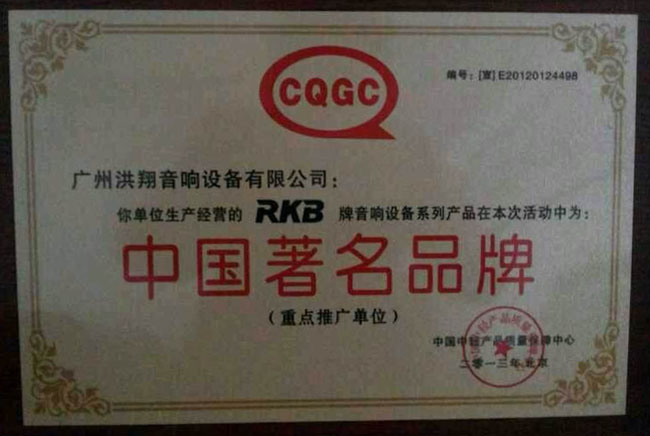 CQGC
编号：[宣]E20120124498
广州洪翔音响设备有限公司：
你单位生产经营的 RKB 牌音响设备系列产品在本次活动中为：
中国著名品牌
（重点推广单位）
中国中轻产品质量保障中心
二零一三年北京